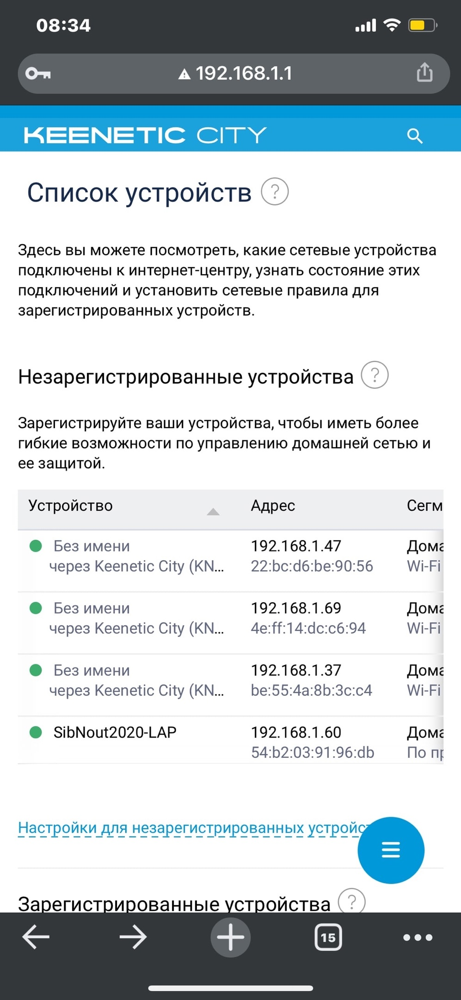 08:34
192.168.1.1
KEENETIC CITY
Список устройств ?
Здесь вы можете посмотреть, какие сетевые устройства
подключены к интернет-центру, узнать состояние этих
подключений и установить сетевые правила для
зарегистрированных устройств.
Незарегистрированные устройства ?
Зарегистрируйте ваши устройства, чтобы иметь более
гибкие возможности по управлению домашней сетью и
ее защитой.
Устройство Адрес Сегм
Без имени 192.168.1.47 Дома
через Keenetic City (KN... 22:bc:d6:be:90:56 Wi-Fi
Без имени 192.168.1.69 Дома
через Keenetic City (KN... 4e:ff:14:dc:c6:94 Wi-Fi
Без имени 192.168.1.37 Дома
через Keenetic City (KN... be:55:4a:8b:3c:c4 Wi-Fi
SibNout2020-LAP 192.168.1.60 Дома
54:b2:03:91:96:db По пр
Настройки для незарегистрированных устройст
Зарегистрированные устройства ?
15